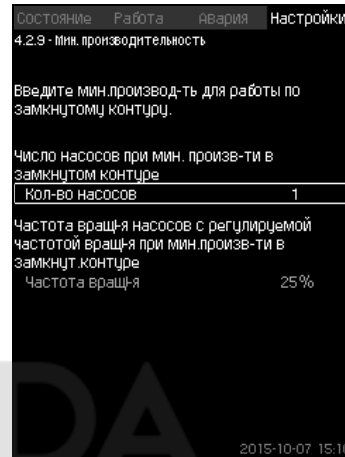 Состояние Работа Авария Настройки
4.2.9 - Мин. производительность
Введите мин.производ-ть для работы по
замкнутому контуру.
Число насосов при мин. произв-ти в
замкнутом контуре
Кол-во насосов 1
Частота вращ-я насосов с регулируемой
частотой вращ-я при мин.произв-ти в
замкнут.контуре
Частота вращ-я 25%
DA
2015-10-07 15:16